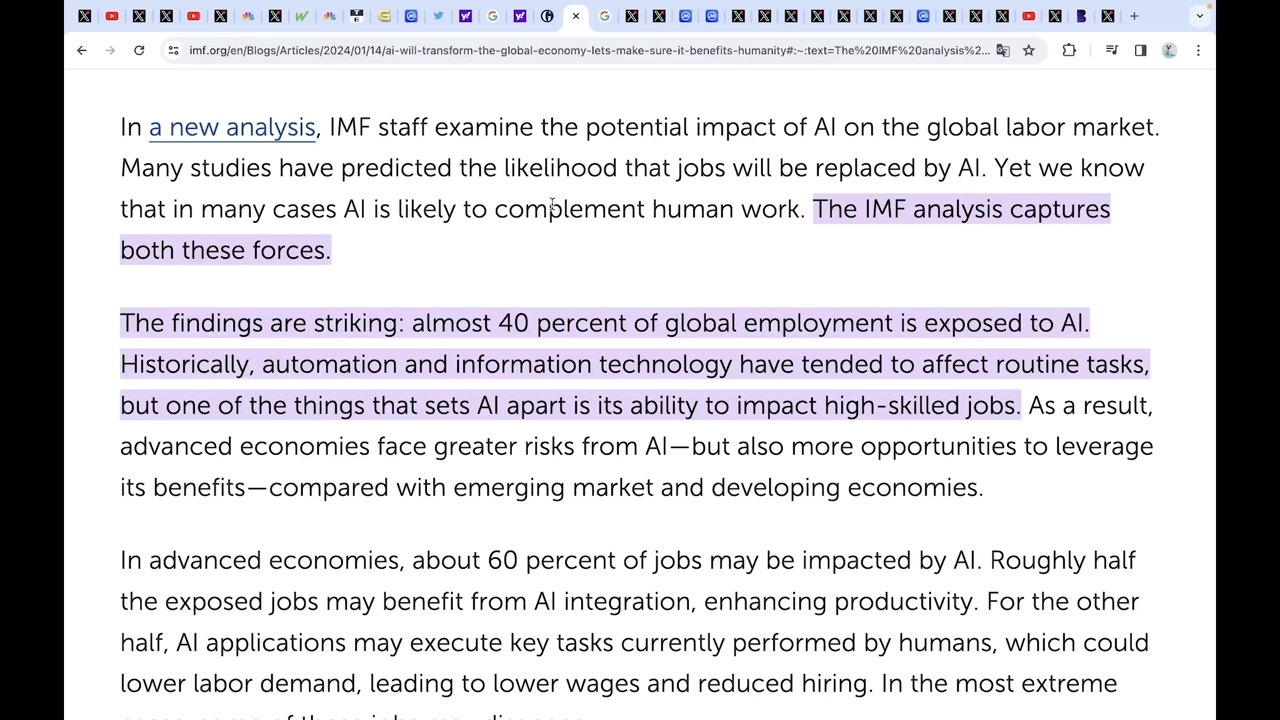 imf.org/en/Blogs/Articles/2024/01/14/ai-will-transform-the-global-economy-lets-make-sure-it-benefits-humanity#:~:text=The%20IMF%20analysis%2...
In a new analysis, IMF staff examine the potential impact of AI on the global labor market.
Many studies have predicted the likelihood that jobs will be replaced by AI. Yet we know
that in many cases AI is likely to complement human work. The IMF analysis captures
both these forces.
The findings are striking: almost 40 percent of global employment is exposed to AI.
Historically, automation and information technology have tended to affect routine tasks,
but one of the things that sets AI apart is its ability to impact high-skilled jobs. As a result,
advanced economies face greater risks from AI—but also more opportunities to leverage
its benefits—compared with emerging market and developing economies.
In advanced economies, about 60 percent of jobs may be impacted by AI. Roughly half
the exposed jobs may benefit from AI integration, enhancing productivity. For the other
half, AI applications may execute key tasks currently performed by humans, which could
lower labor demand, leading to lower wages and reduced hiring. In the most extreme